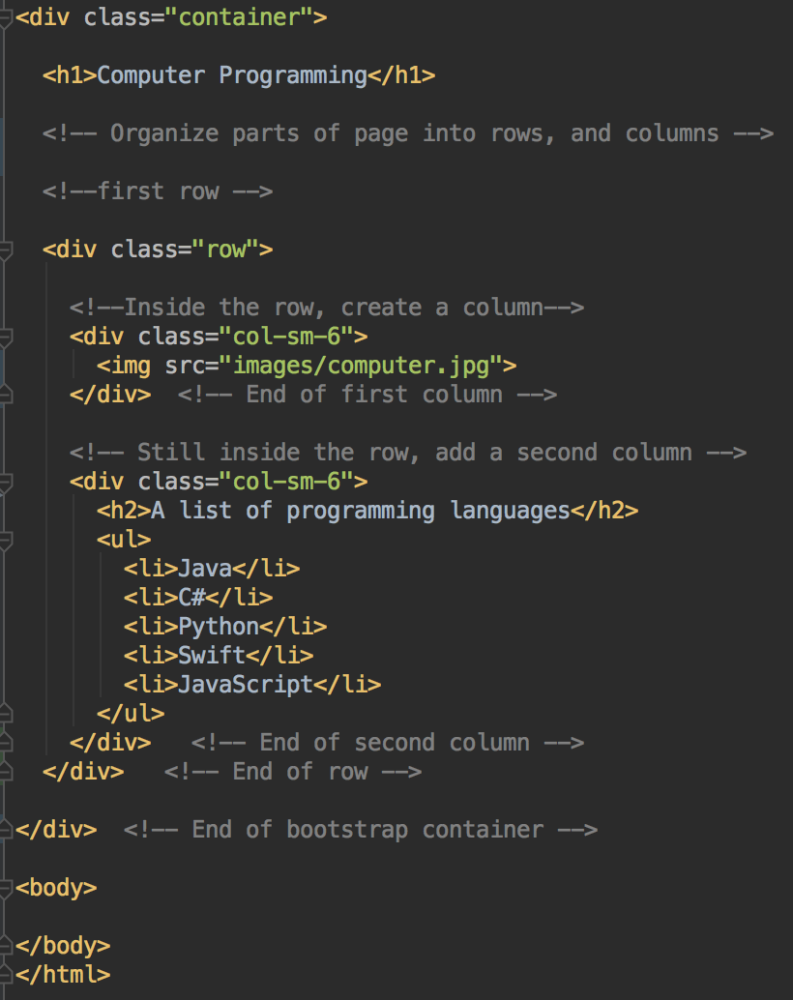 <div class="container">
<h1>Computer Programming</h1>
<!-- Organize parts of page into rows, and columns -->
<!--first row -->
<div class="row">
<!--Inside the row, create a column-->
<div class="col-sm-6">
<img src="images/computer.jpg">
</div>  <!-- End of first column -->
<!-- Still inside the row, add a second column -->
<div class="col-sm-6">
<h2>A list of programming languages</h2>
<ul>
<li>Java</li>
<li>C#</li>
<li>Python</li>
<li>Swift</li>
<li>JavaScript</li>
</ul>
</div>   <!-- End of second column -->
</div>   <!-- End of row -->
</div>  <!-- End of bootstrap container -->
<body>
</body>
</html>